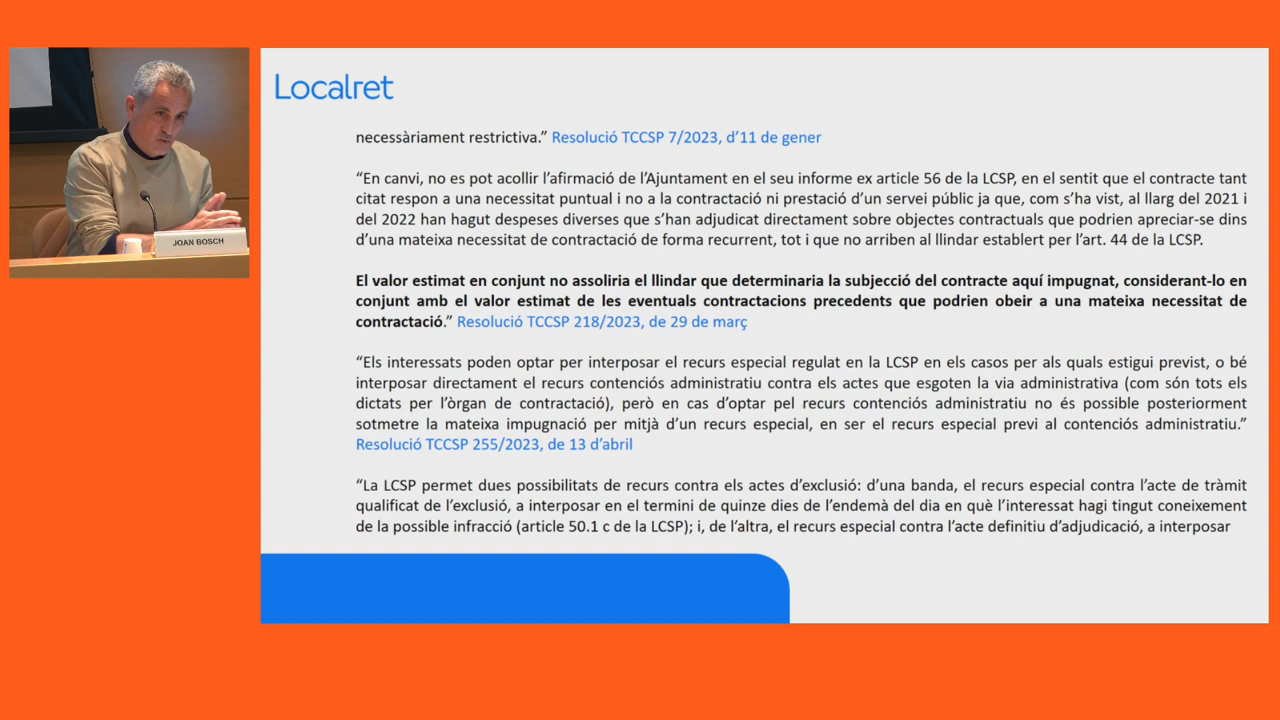 Localret
necessàriament restrictiva.” Resolució TCCSP 7/2023, d’11 de gener
“En canvi, no es pot acollir l’afirmació de l’Ajuntament en el seu informe ex article 56 de la LCSP, en el sentit que el contracte tant
citat respon a una necessitat puntual i no a la contractació ni prestació d’un servei públic ja que, com s’ha vist, al llarg del 2021 i
del 2022 han hagut despeses diverses que s’han adjudicat directament sobre objectes contractuals que podrien apreciar-se dins
d’una mateixa necessitat de contractació de forma recurrent, tot i que no arriben al llindar establert per l’art. 44 de la LCSP.
El valor estimat en conjunt no assoliria el llindar que determinaria la subjecció del contracte aquí impugnat, considerant-lo en
conjunt amb el valor estimat de les eventuals contractacions precedents que podrien obeir a una mateixa necessitat de
contractació.” Resolució TCCSP 218/2023, de 29 de març
“Els interessats poden optar per interposar el recurs especial regulat en la LCSP en els casos per als quals estigui previst, o bé
interposar directament el recurs contenciós administratiu contra els actes que esgoten la via administrativa (com són tots els
dictats per l’òrgan de contractació), però en cas d’optar pel recurs contenciós administratiu no és possible posteriorment
sotmetre la mateixa impugnació per mitjà d’un recurs especial, en ser el recurs especial previ al contenciós administratiu.”
Resolució TCCSP 255/2023, de 13 d’abril
“La LCSP permet dues possibilitats de recurs contra els actes d’exclusió: d’una banda, el recurs especial contra l’acte de tràmit
qualificat de l’exclusió, a interposar en el termini de quinze dies de l’endemà del dia en què l’interessat hagi tingut coneixement
de la possible infracció (article 50.1 c de la LCSP); i, de l’altra, el recurs especial contra l’acte definitiu d’adjudicació, a interposar
JOAN BOSCH